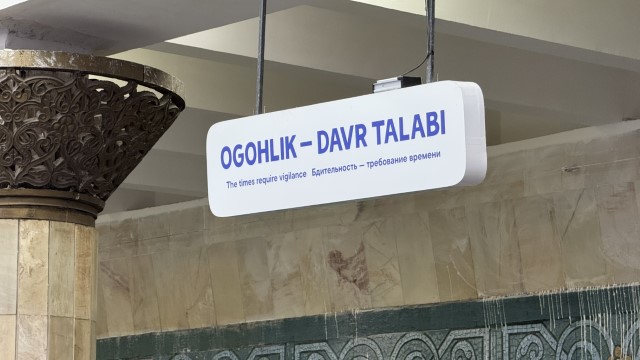 OGOHLIK – DAVR TALABI
The times require vigilance Бдительность — требование времени